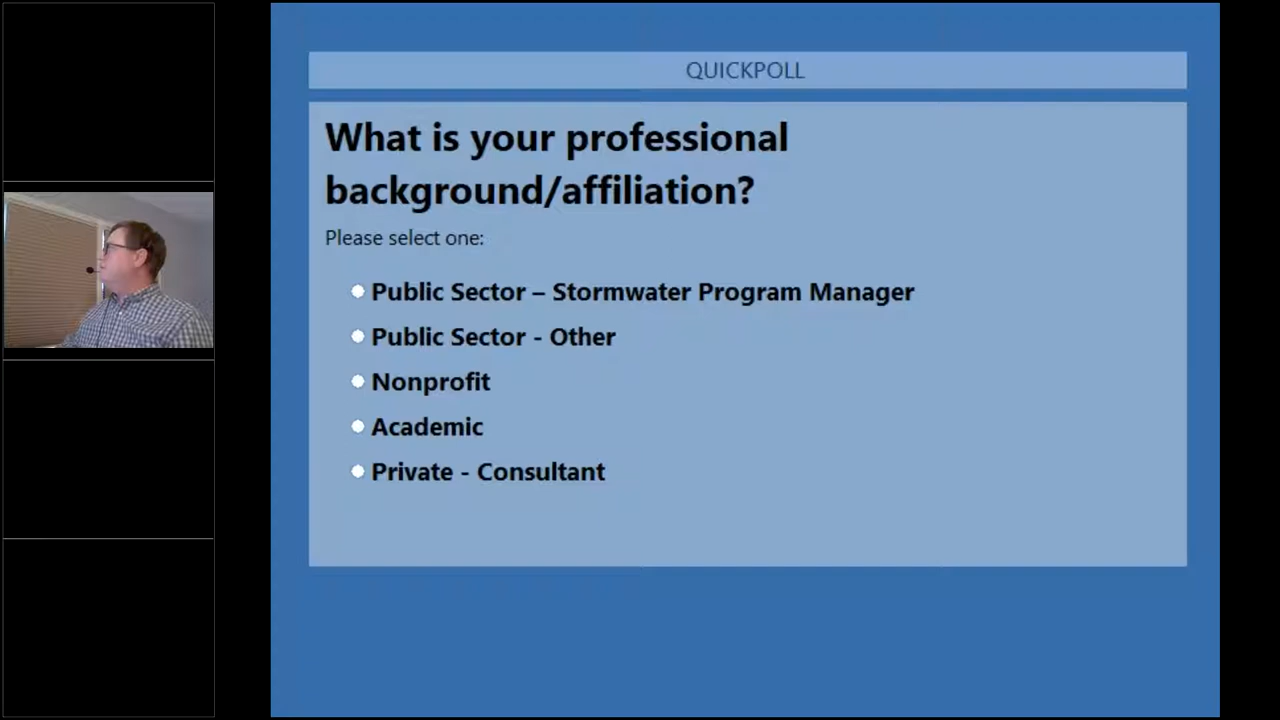 QUICKPOLL
What is your professional
background/affiliation?
Please select one:
Public Sector – Stormwater Program Manager
Public Sector - Other
Nonprofit
Academic
Private - Consultant